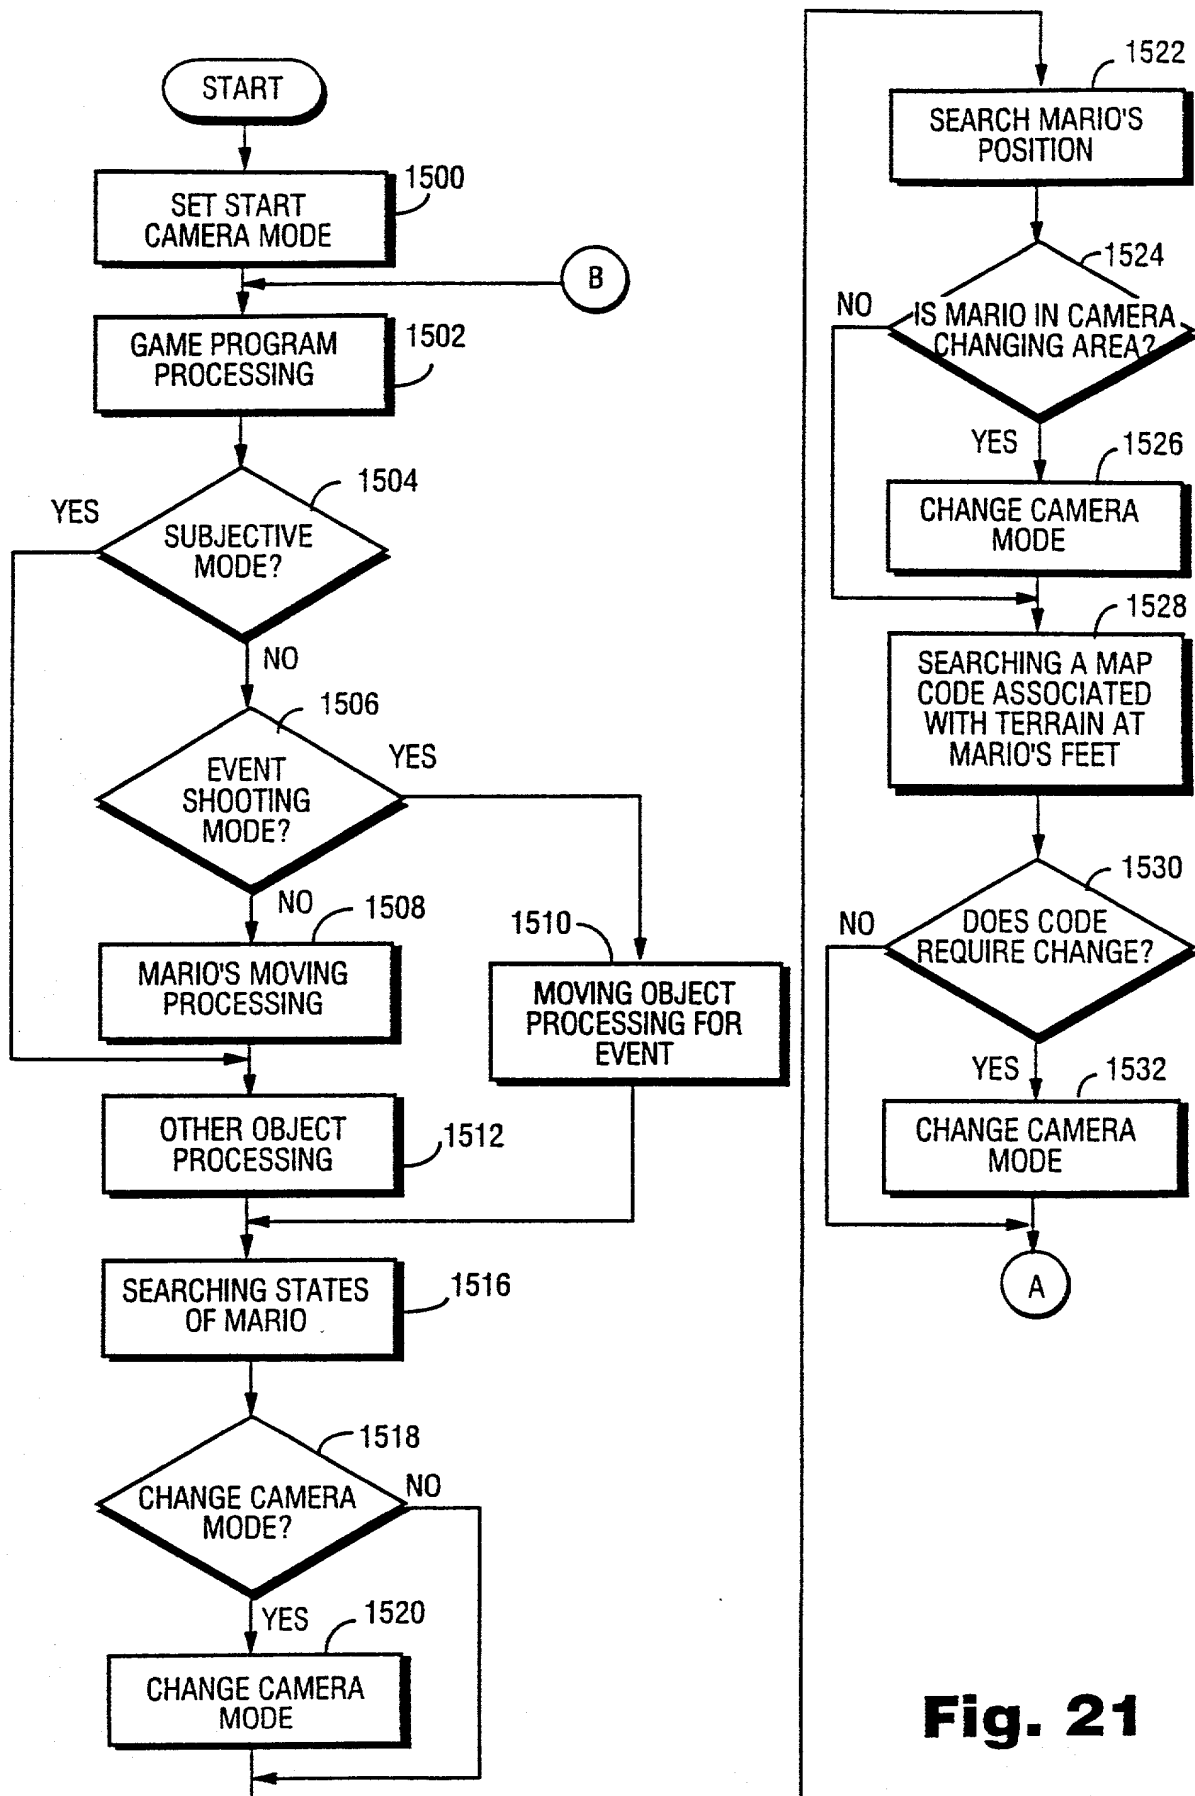 START
1500
SET START
CAMERA MODE
B
1502
GAME PROGRAM
PROCESSING
1504
YES
SUBJECTIVE
MODE?
NO
1506
YES
EVENT
SHOOTING
MODE?
NO
1508
MARIO'S MOVING
PROCESSING
1510
MOVING OBJECT
PROCESSING FOR
EVENT
OTHER OBJECT
PROCESSING
1512
SEARCHING STATES
OF MARIO
1516
1518
NO
CHANGE CAMERA
MODE?
YES
1520
CHANGE CAMERA
MODE
1522
SEARCH MARIO'S
POSITION
1524
NO
IS MARIO IN CAMERA
CHANGING AREA?
YES
1526
CHANGE CAMERA
MODE
1528
SEARCHING A MAP
CODE ASSOCIATED
WITH TERRAIN AT
MARIO'S FEET
1530
NO
DOES CODE
REQUIRE CHANGE?
YES
1532
CHANGE CAMERA
MODE
A
Fig. 21